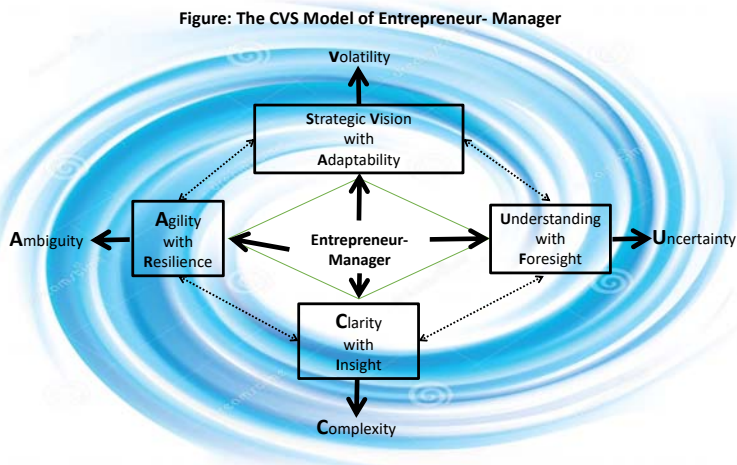 Figure: The CVS Model of Entrepreneur- Manager
Volatility
Strategic Vision
with
Adaptability
Agility
with
Resilience
Ambiguity
Entrepreneur-
Manager
Understanding
with
Foresight
Uncertainty
Clarity
with
Insight
Complexity